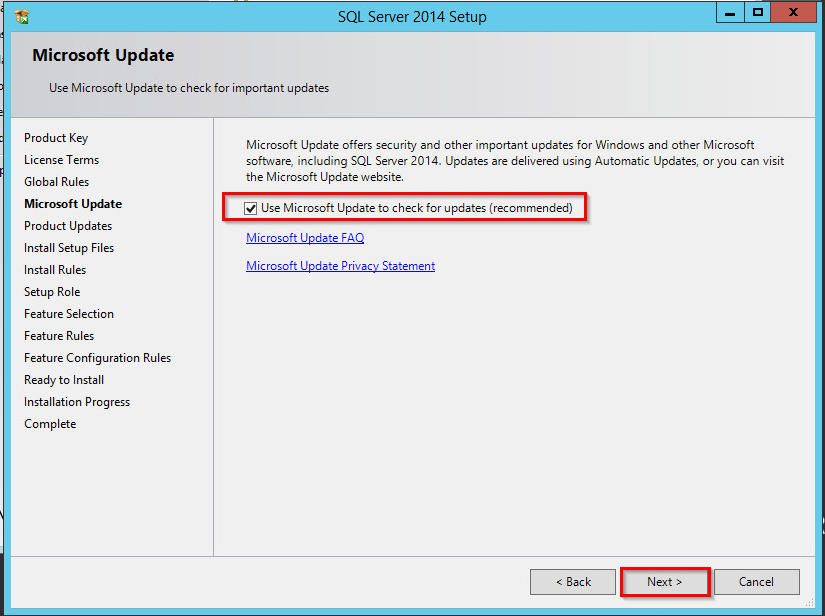 SQL Server 2014 Setup
Microsoft Update
Use Microsoft Update to check for important updates
Product Key
License Terms
Global Rules
Microsoft Update
Product Updates
Install Setup Files
Install Rules
Setup Role
Feature Selection
Feature Rules
Feature Configuration Rules
Ready to Install
Installation Progress
Complete
Microsoft Update offers security and other important updates for Windows and other Microsoft
software, including SQL Server 2014. Updates are delivered using Automatic Updates, or you can visit
the Microsoft Update website.
Use Microsoft Update to check for updates (recommended)
Microsoft Update FAQ
Microsoft Update Privacy Statement
< Back
Next >
Cancel